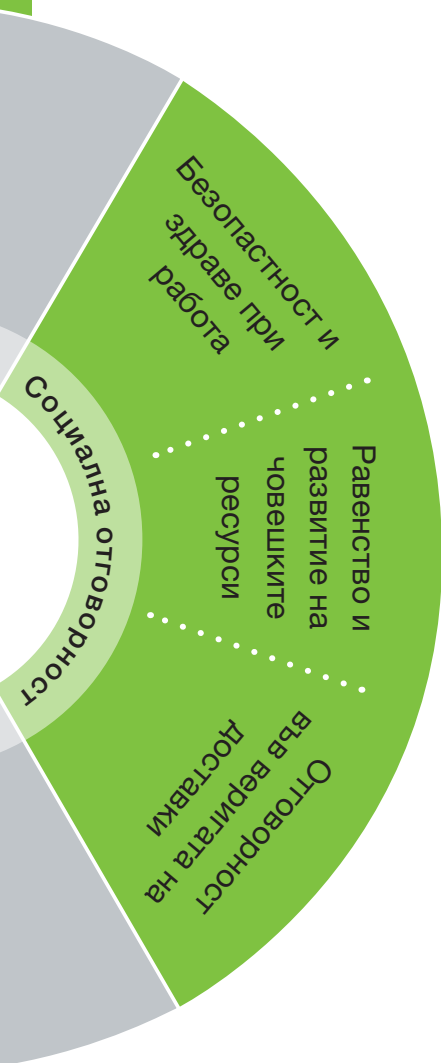 Социална отговорност
Безопастност и
здраве при
работа
Равенство и
развитие на
човешките
ресурси
Отговорност
във веригата на
доставки